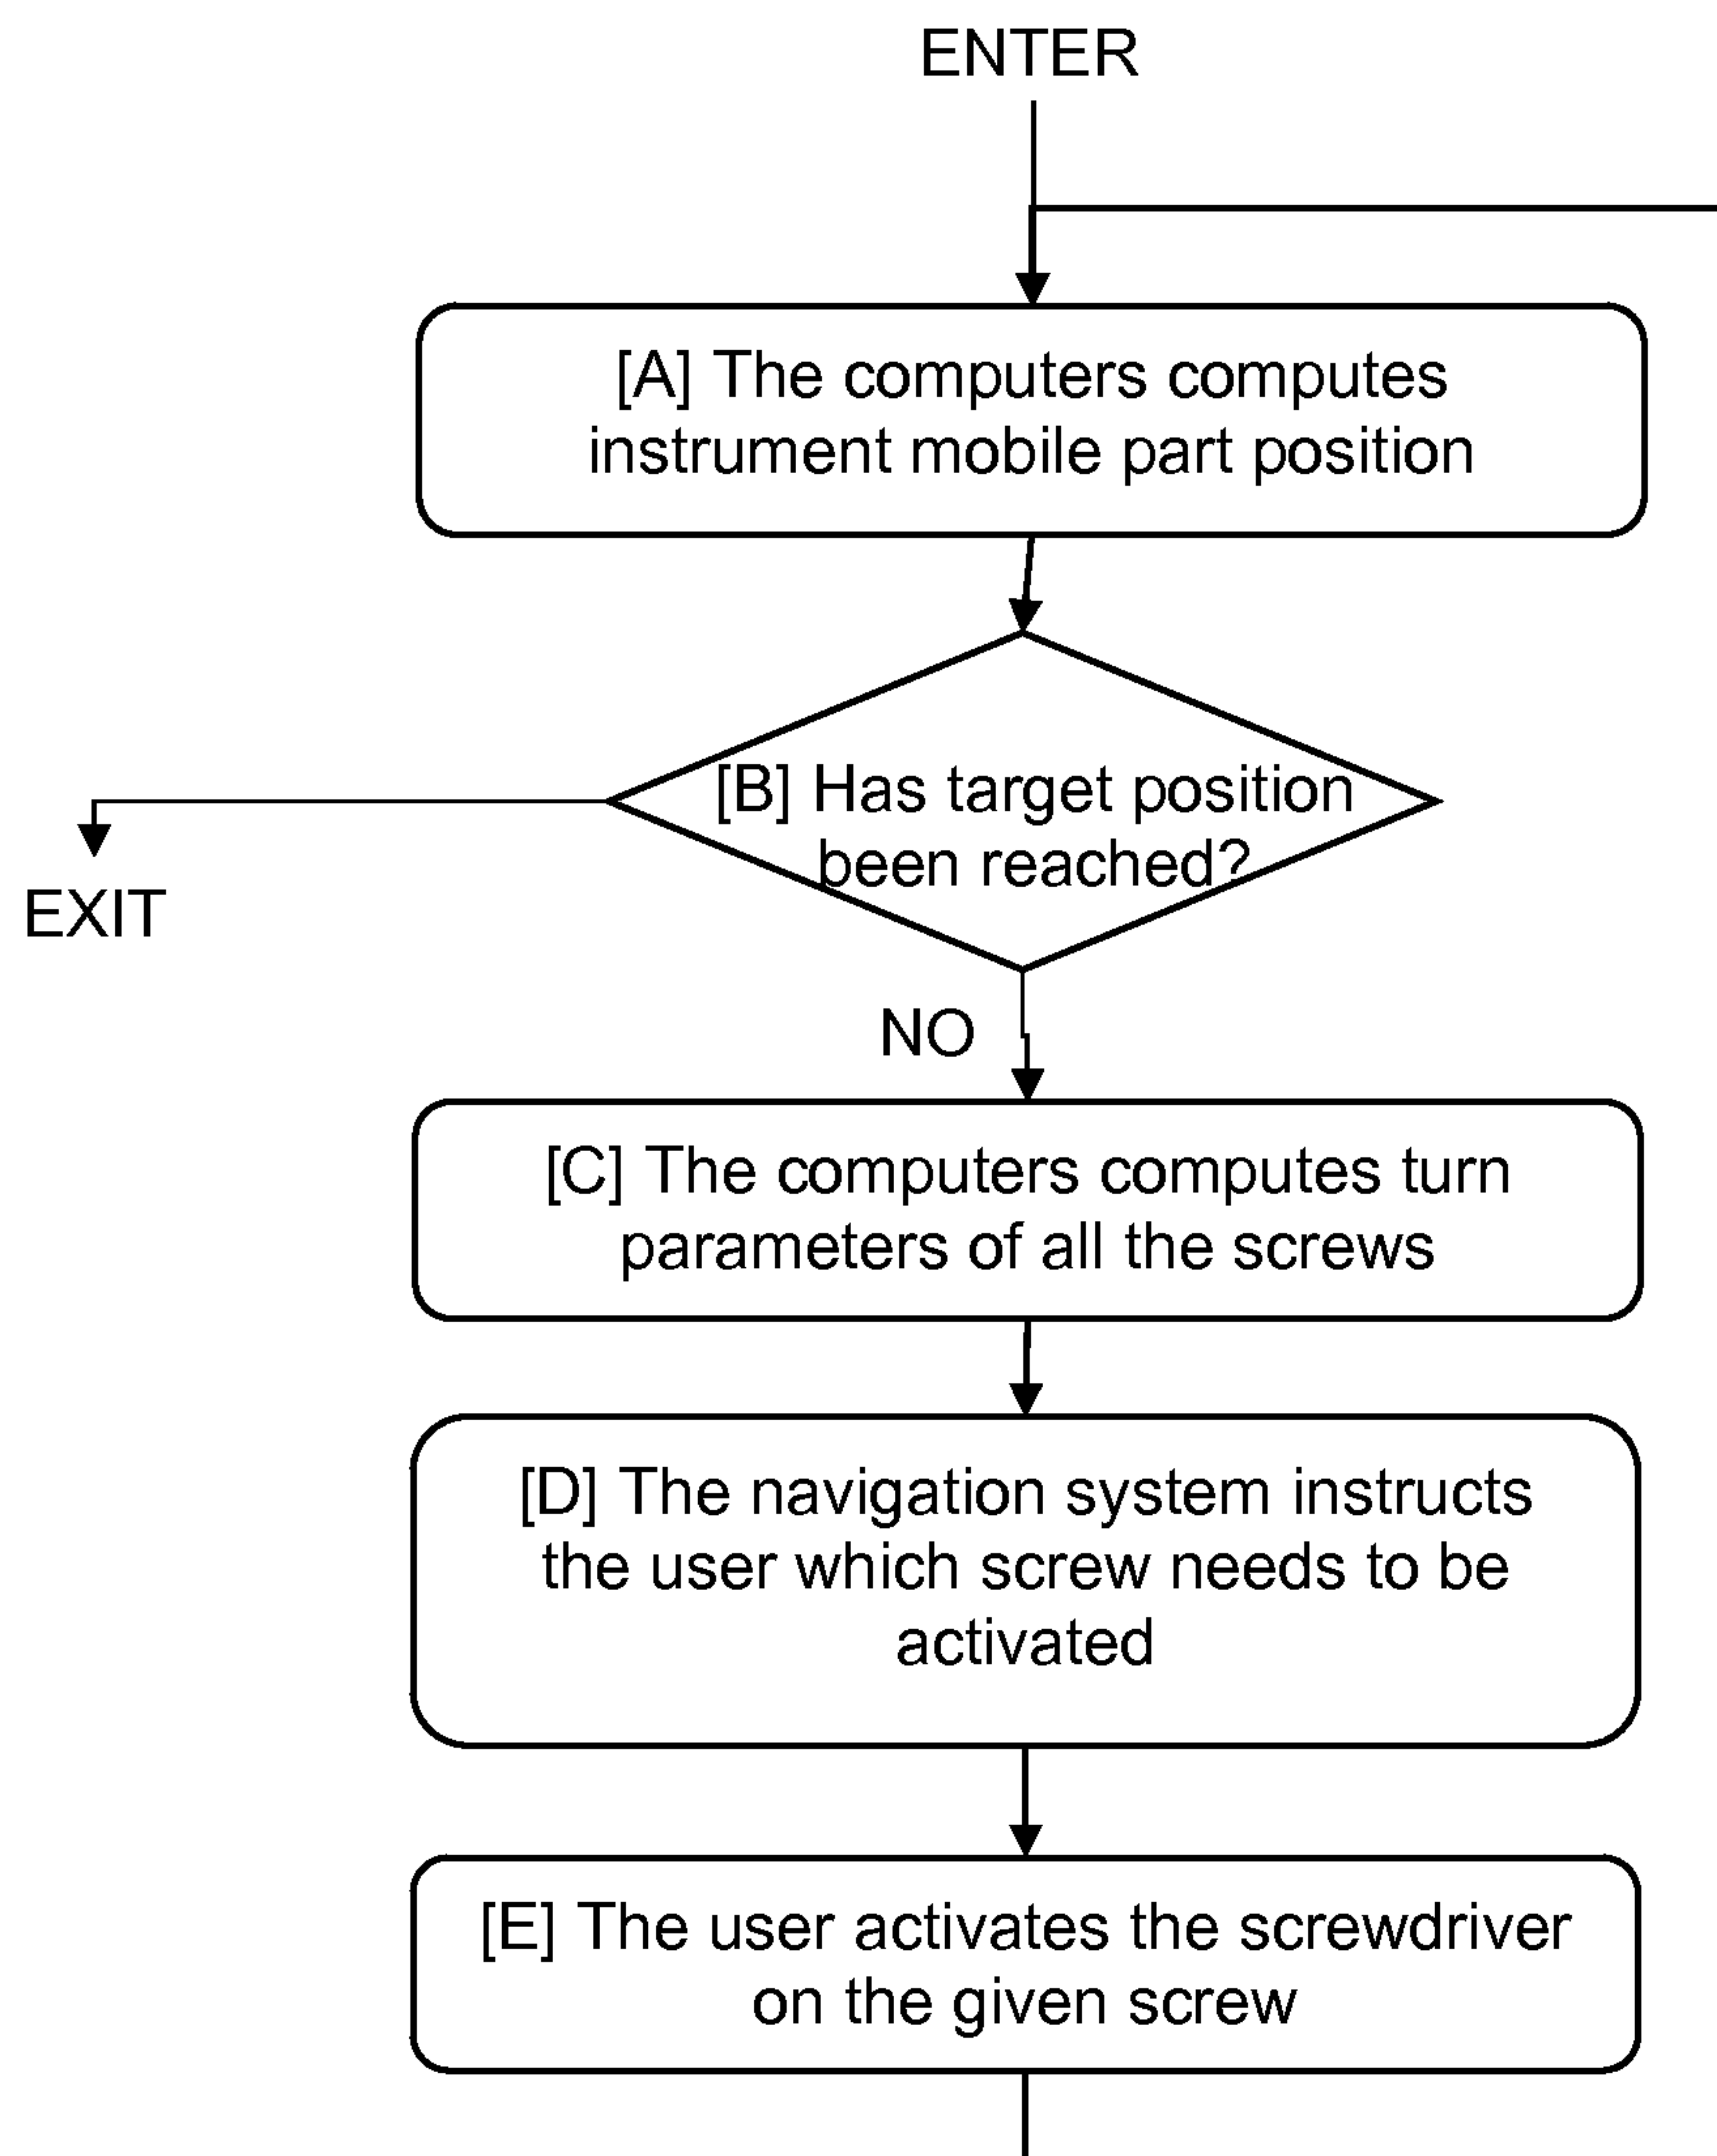 ENTER
[A] The computers computes
instrument mobile part position
[B] Has target position
been reached?
EXIT
NO
[C] The computers computes turn
parameters of all the screws
[D] The navigation system instructs
the user which screw needs to be
activated
[E] The user activates the screwdriver
on the given screw